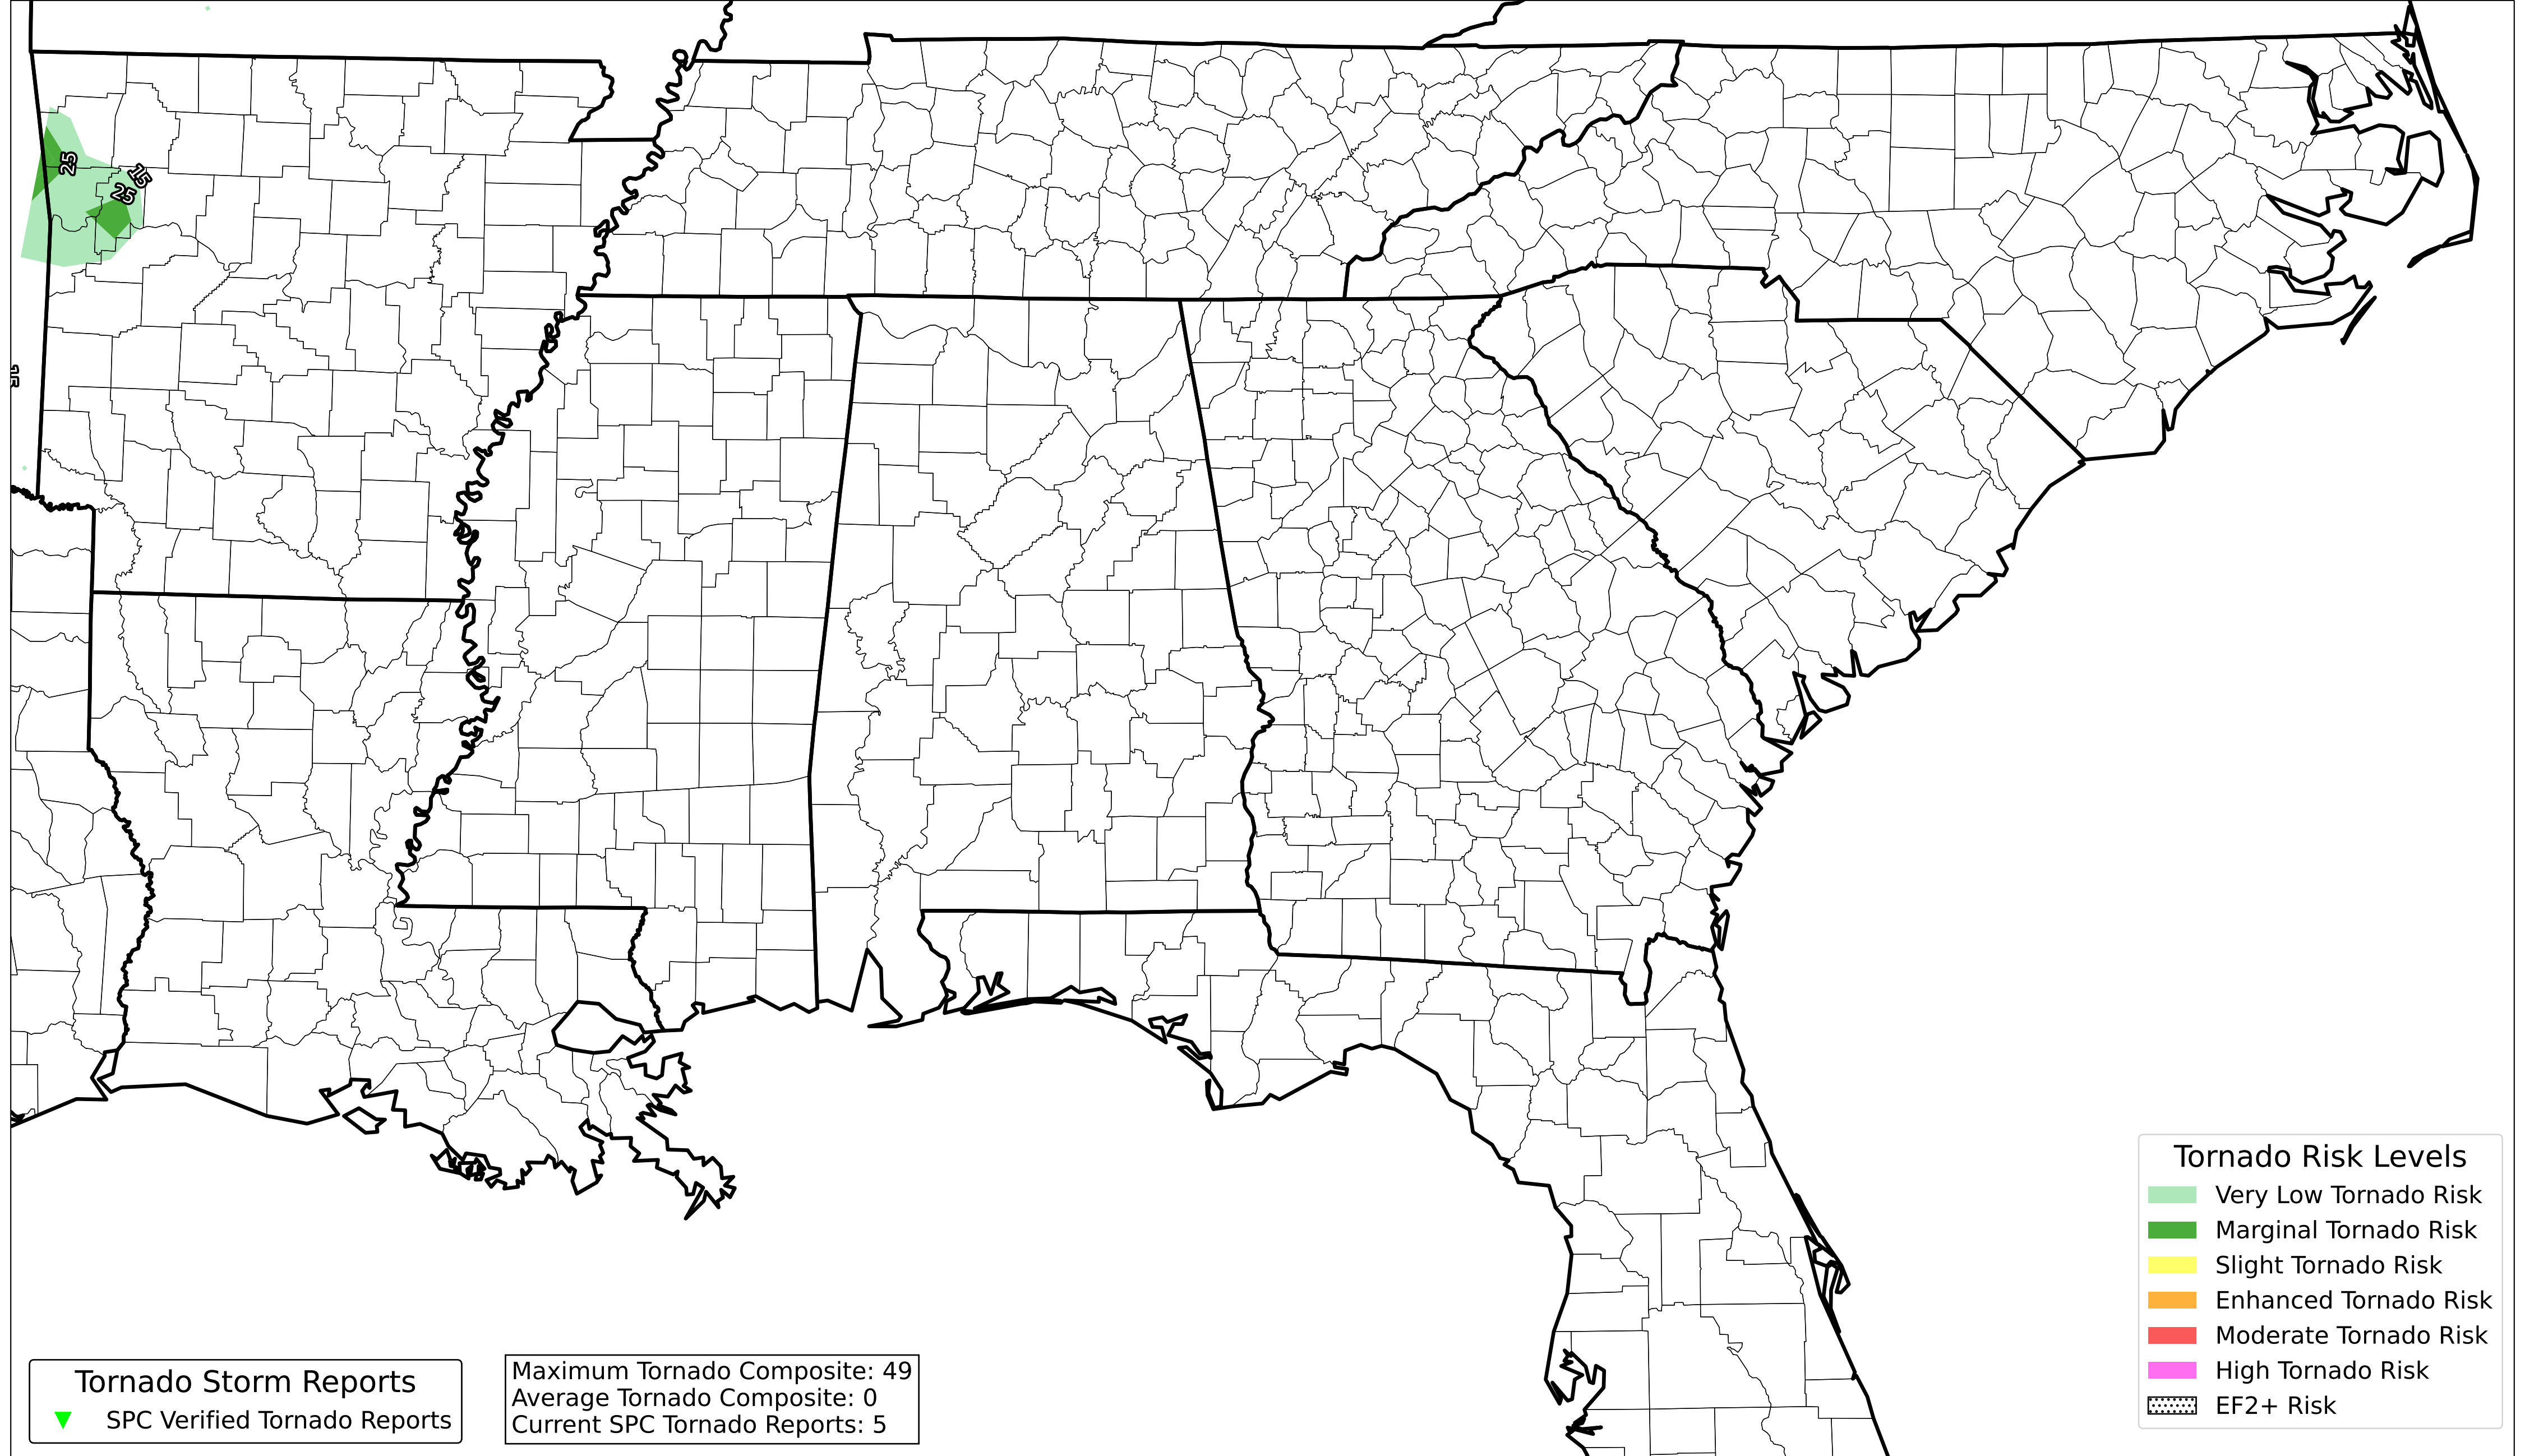 25
15
25
Tornado Risk Levels
Very Low Tornado Risk
Marginal Tornado Risk
Slight Tornado Risk
Enhanced Tornado Risk
Moderate Tornado Risk
High Tornado Risk
EF2+ Risk
Tornado Storm Reports
SPC Verified Tornado Reports
Maximum Tornado Composite: 49
Average Tornado Composite: 0
Current SPC Tornado Reports: 5